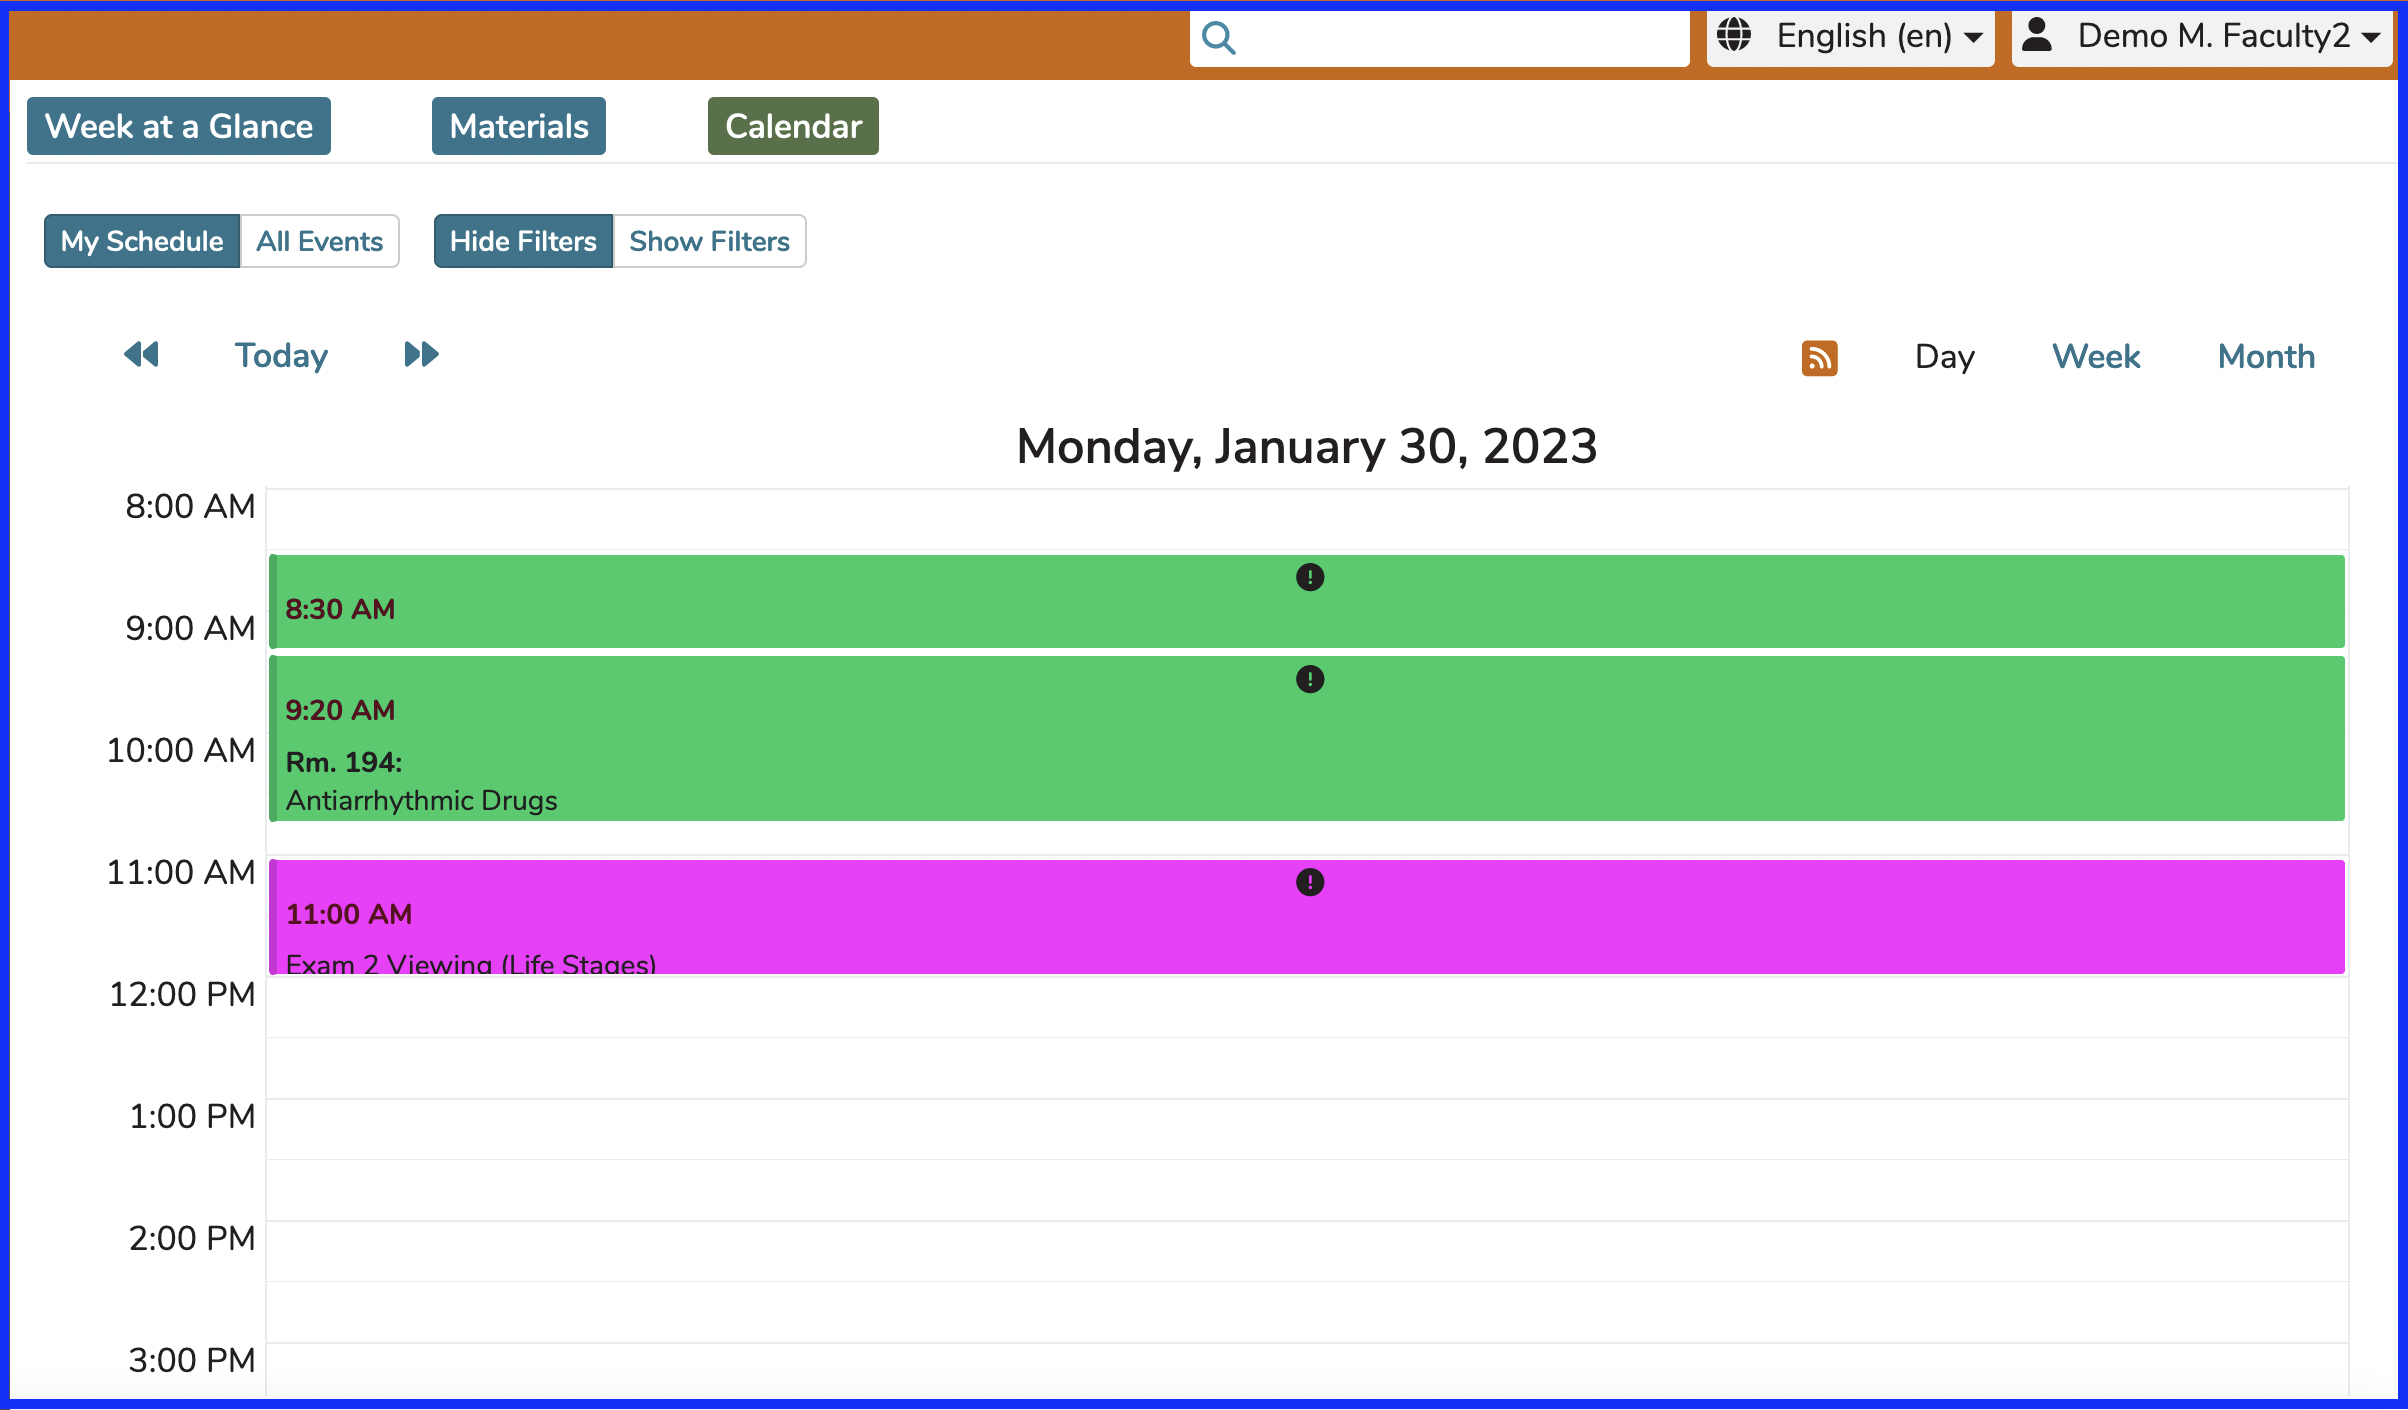 English (en)
Demo M. Faculty2
Week at a Glance
Materials
Calendar
My Schedule
All Events
Hide Filters
Show Filters
Today
Day
Week
Month
Monday, January 30, 2023
8:00 AM
8:30 AM
9:00 AM
9:20 AM
10:00 AM
Rm. 194:
Antiarrhythmic Drugs
11:00 AM
11:00 AM
Exam 2 Viewing (Life Stages)
12:00 PM
1:00 PM
2:00 PM
3:00 PM